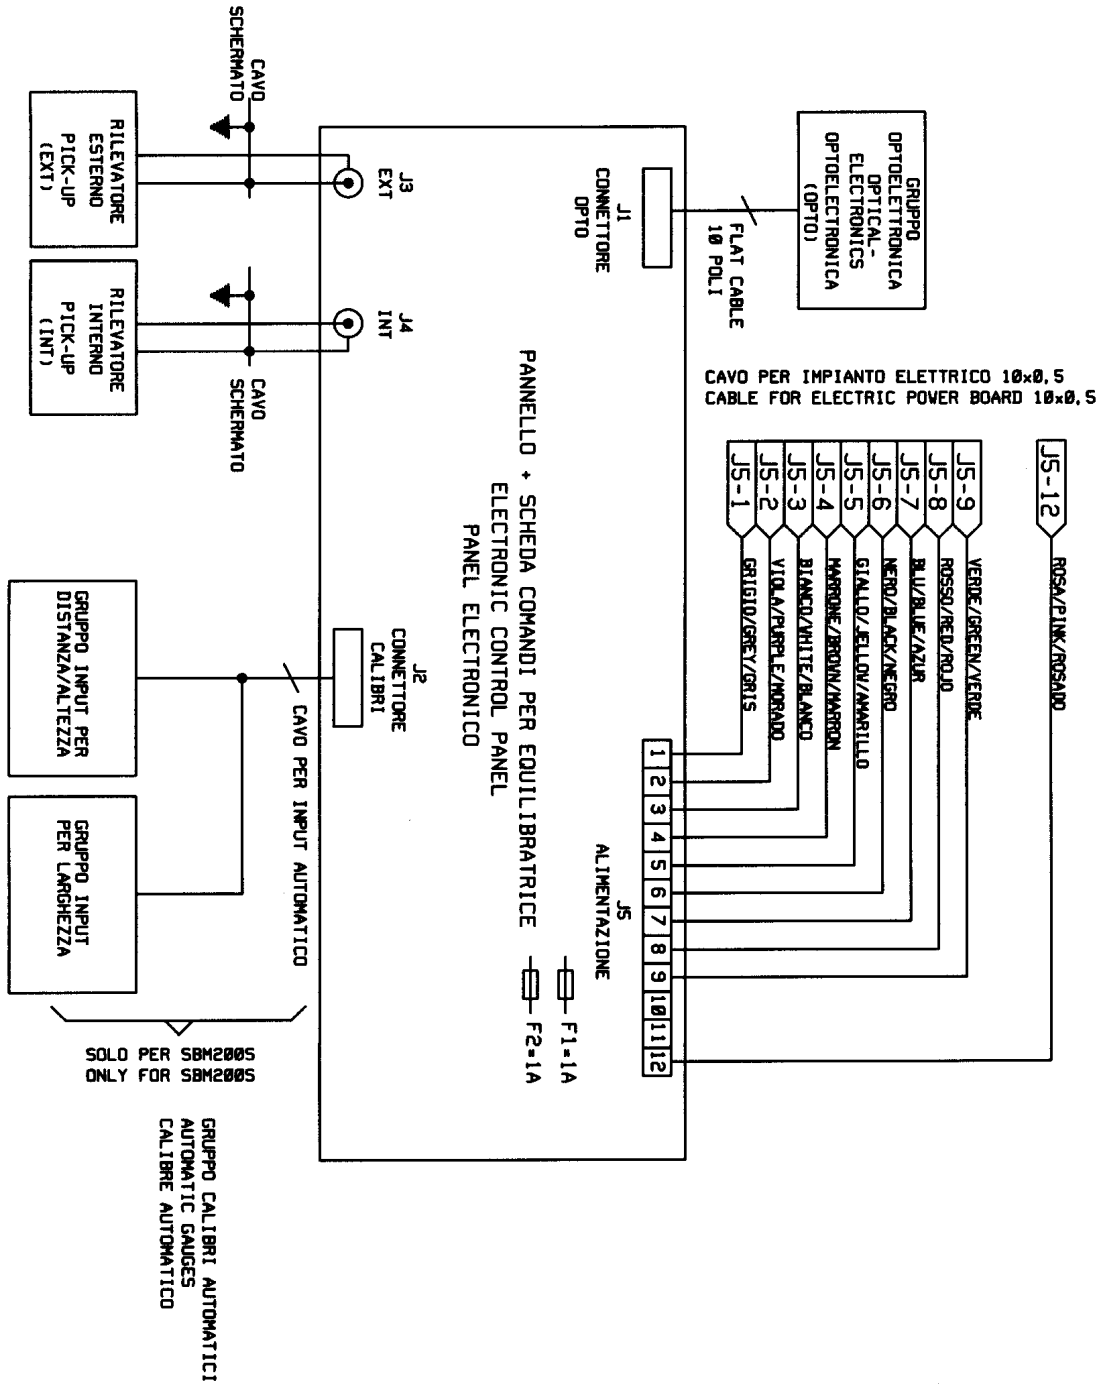 CAVO
SCHERMATO
RILEVATORE
ESTERNO
PICK-UP
(EXT)
J3
EXT
RILEVATORE
INTERNO
PICK-UP
(INT)
J4
INT
CAVO
SCHERMATO
GRUPPO
OPTOELETTRONICA
OPTICAL-
ELECTRONICS
OPTOELECTRONICA
(OPTO)
FLAT CABLE
10 POLI
J1
CONNETTORE
OPTO
CAVO PER IMPIANTO ELETTRICO 10x0,5
CABLE FOR ELECTRIC POWER BOARD 10x0,5
J5-12
ROSA/PINK/ROSADO
J5-9
VERDE/GREEN/VERDE
J5-8
ROSSO/RED/ROJO
J5-7
BLU/BLUE/AZUR
J5-6
NERO/BLACK/NEGRO
J5-5
GIALLO/JELLOW/AMARILLO
J5-4
MARRONE/BROWN/MARRON
J5-3
BIANCO/WHITE/BLANCO
J5-2
VIOLA/PURPLE/MORADO
J5-1
GRIGIO/GREY/GRIS
1 2 3 4 5 6 7 8 9 10 11 12
J5
ALIMENTAZIONE
PANNELLO + SCHEDA COMANDI PER EQUILIBRATRICE
ELECTRONIC CONTROL PANEL
PANEL ELECTRONICO
F1=1A
F2=1A
J2
CONNETTORE
CALIBRI
CAVO PER INPUT AUTOMATICO
GRUPPO INPUT PER
DISTANZA/ALTEZZA
GRUPPO INPUT
PER LARGHEZZA
SOLO PER SBM200S
ONLY FOR SBM200S
GRUPPO CALIBRI AUTOMATICI
AUTOMATIC GAUGES
CALIBRE AUTOMATICO